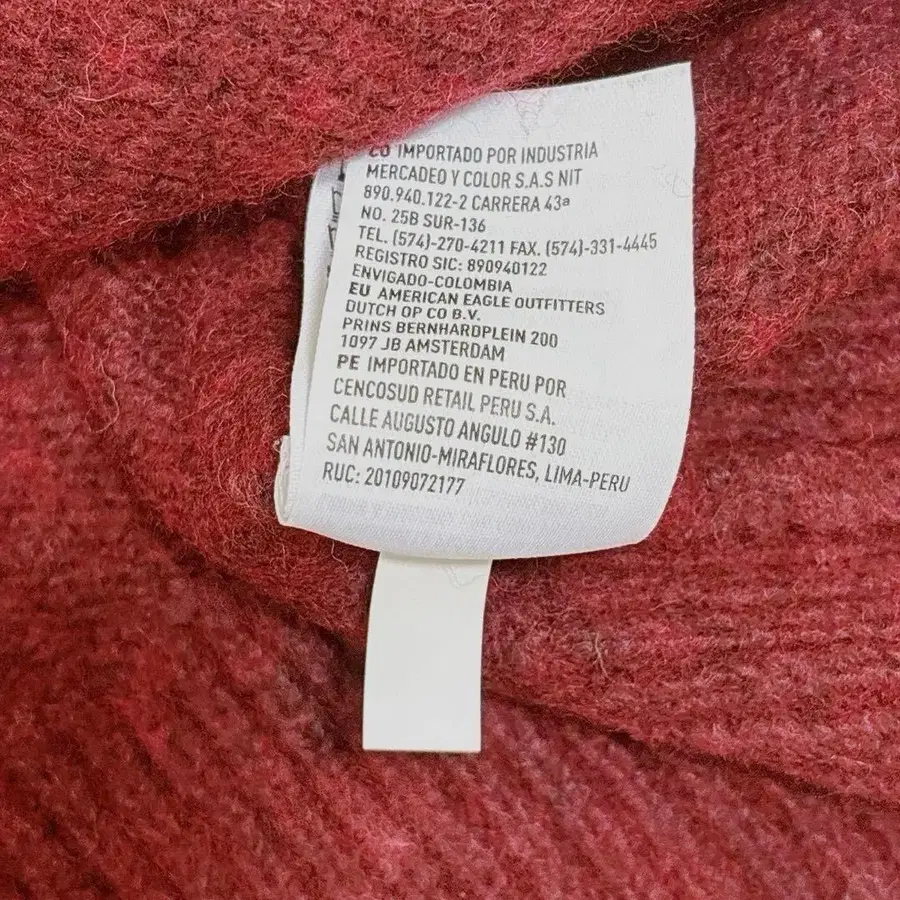 CO IMPORTADO POR INDUSTRIA
MERCADEO Y COLOR S.A.S NIT
890.940.122-2 CARRERA 43ª
NO. 25B SUR-136
TEL. (574)-270-4211 FAX. (574)-331-4445
REGISTRO SIC: 890940122
ENVIGADO-COLOMBIA
EU AMERICAN EAGLE OUTFITTERS
DUTCH OP CO B.V.
PRINS BERNHARDPLEIN 200
1097 JB AMSTERDAM
PE IMPORTADO EN PERU POR
CENCOSUD RETAIL PERU S.A.
CALLE AUGUSTO ANGULO #130
SAN ANTONIO-MIRAFLORES, LIMA-PERU
RUC: 20109072177